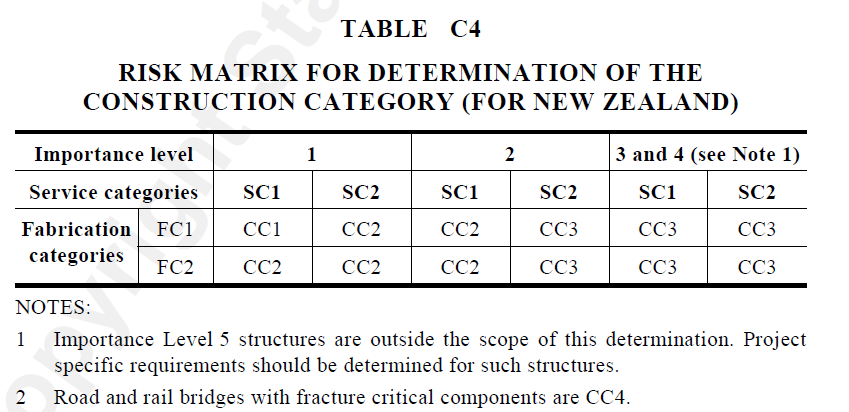 TABLE C4
RISK MATRIX FOR DETERMINATION OF THE
CONSTRUCTION CATEGORY (FOR NEW ZEALAND)
Importance level 1 2 3 and 4 (see Note 1)
Service categories SC1 SC2 SC1 SC2 SC1 SC2
Fabrication categories FC1 CC1 CC2 CC2 CC3 CC3 CC3
FC2 CC2 CC2 CC2 CC3 CC3 CC3
NOTES:
1 Importance Level 5 structures are outside the scope of this determination. Project
specific requirements should be determined for such structures.
2 Road and rail bridges with fracture critical components are CC4.